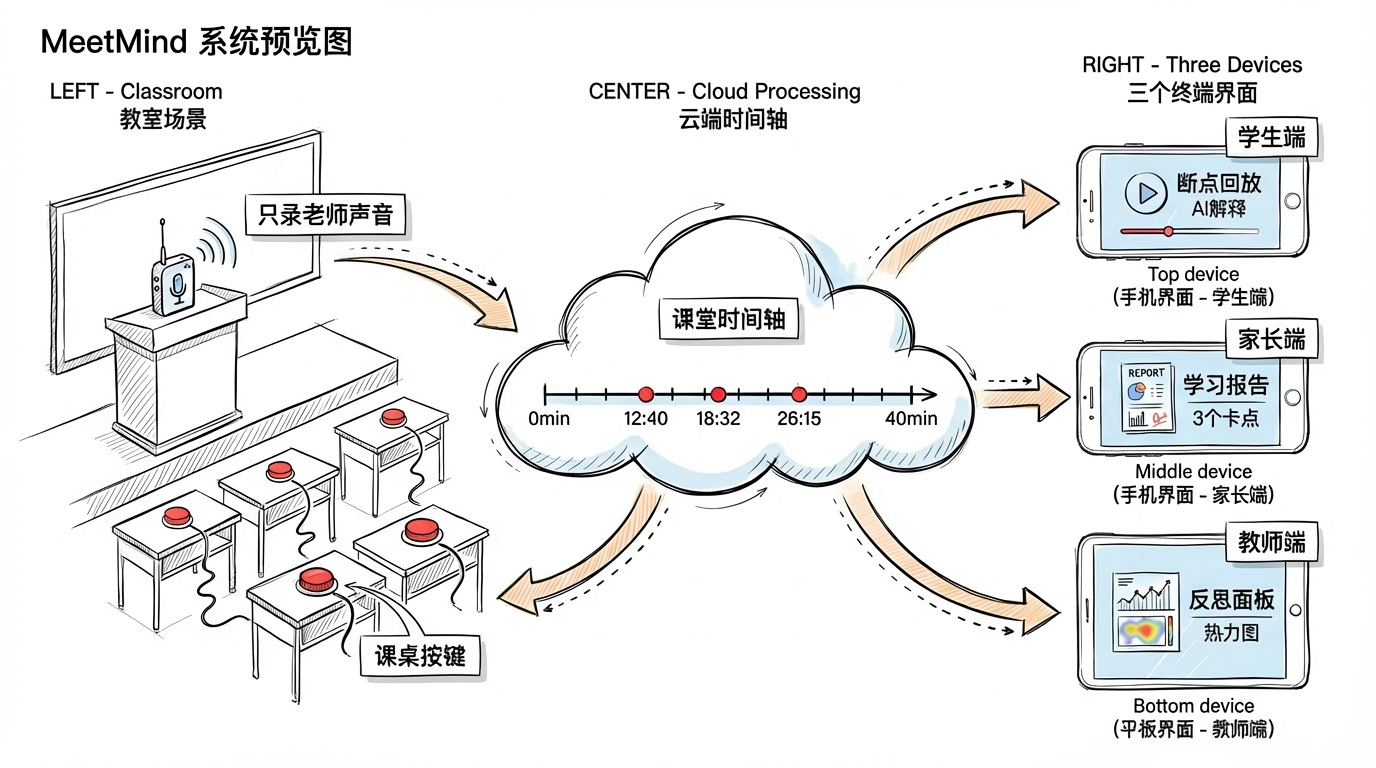 MeetMind 系统预览图
LEFT - Classroom
教室场景
只录老师声音
课桌按键
CENTER - Cloud Processing
云端时间轴
课堂时间轴
0min
12:40
18:32
26:15
40min
RIGHT - Three Devices
三个终端界面
学生端
断点回放
AI解释
Top device
(手机界面 - 学生端)
家长端
REPORT
学习报告
3个卡点
Middle device
(手机界面 - 家长端)
教师端
反思面板
热力图
Bottom device
(平板界面 - 教师端)